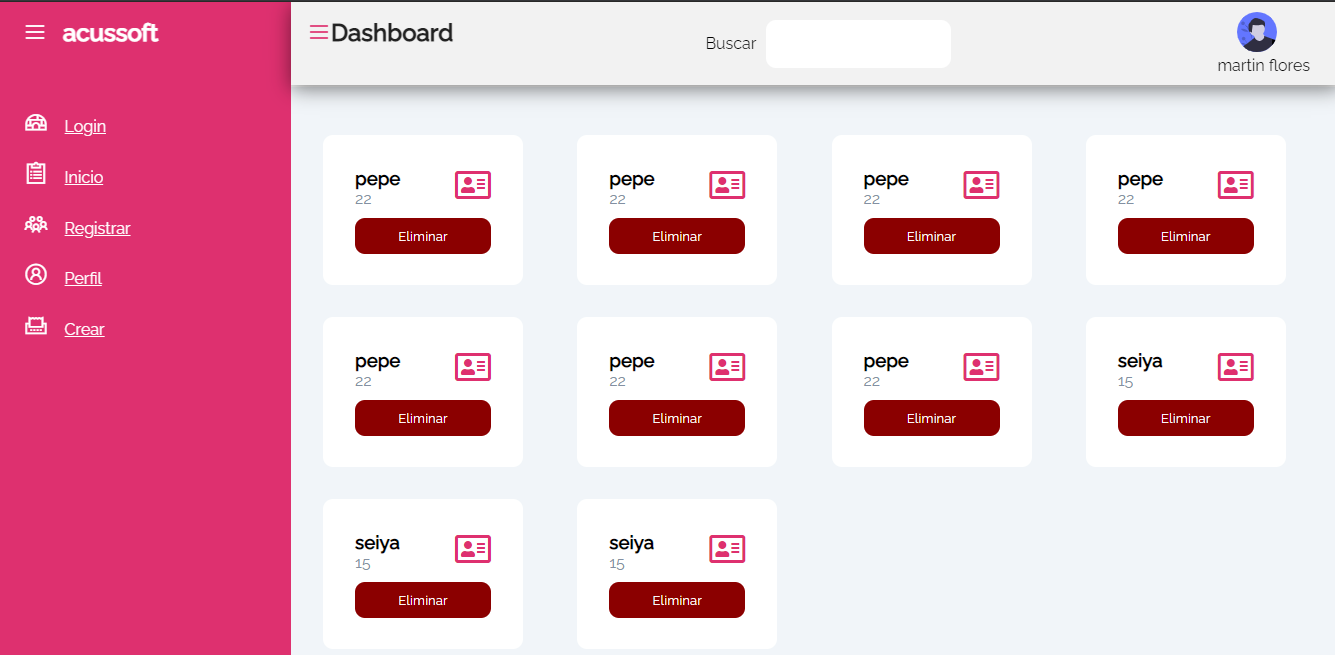 acussoft
Login
Inicio
Registrar
Perfil
Crear
Dashboard
Buscar
martin flores
pepe
22
Eliminar
pepe
22
Eliminar
pepe
22
Eliminar
pepe
22
Eliminar
pepe
22
Eliminar
pepe
22
Eliminar
pepe
22
Eliminar
seiya
15
Eliminar
seiya
15
Eliminar
seiya
15
Eliminar